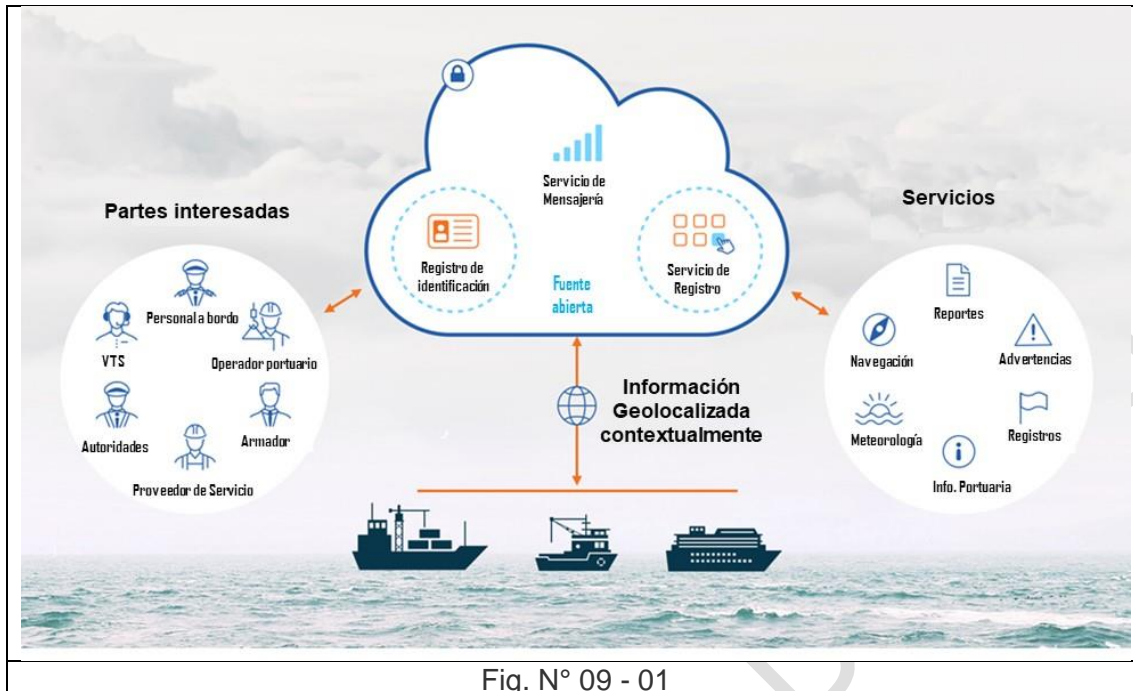 Servicio de
Mensajería
Registro de
identificación
Servicio de
Registro
Fuente
abierta
Partes interesadas
Personal a bordo
VTS
Operador portuario
Autoridades
Armador
Proveedor de Servicio
Servicios
Reportes
Navegación
Advertencias
Meteorología
Registros
Info. Portuaria
Información
Geolocalizada
contextualmente
Fig. N° 09 - 01